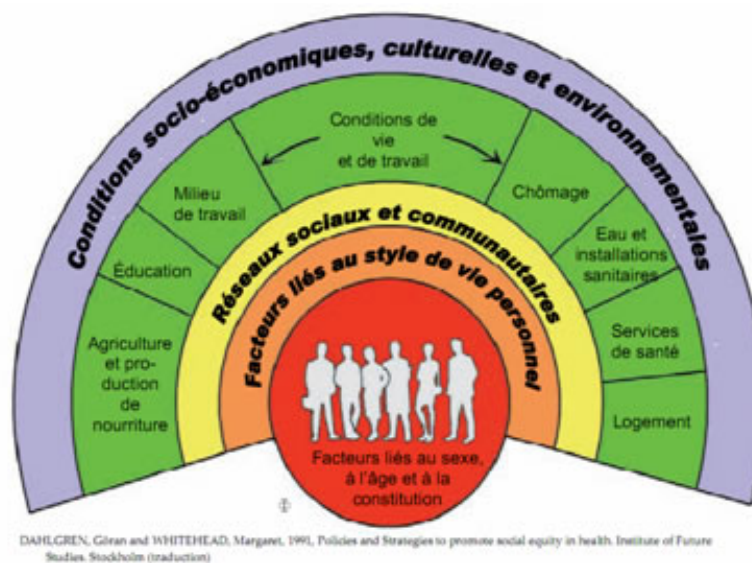 Conditions socio-économiques, culturelles et environnementales
Conditions de
vie
et de travail
Milieu
de travail
Chômage
Éducation
Eau et
installations
sanitaires
Agriculture
et pro-
duction
de
nourriture
Services
de santé
Logement
Réseaux sociaux et communautaires
Facteurs liés au style de vie personnel
Facteurs liés au sexe,
à l'âge et à la
constitution
DAHLGREN, Göran and WHITEHEAD, Margaret, 1991, Policies and Strategies to promote social equity in health. Institute of Future
Studies. Stockholm (traduction)